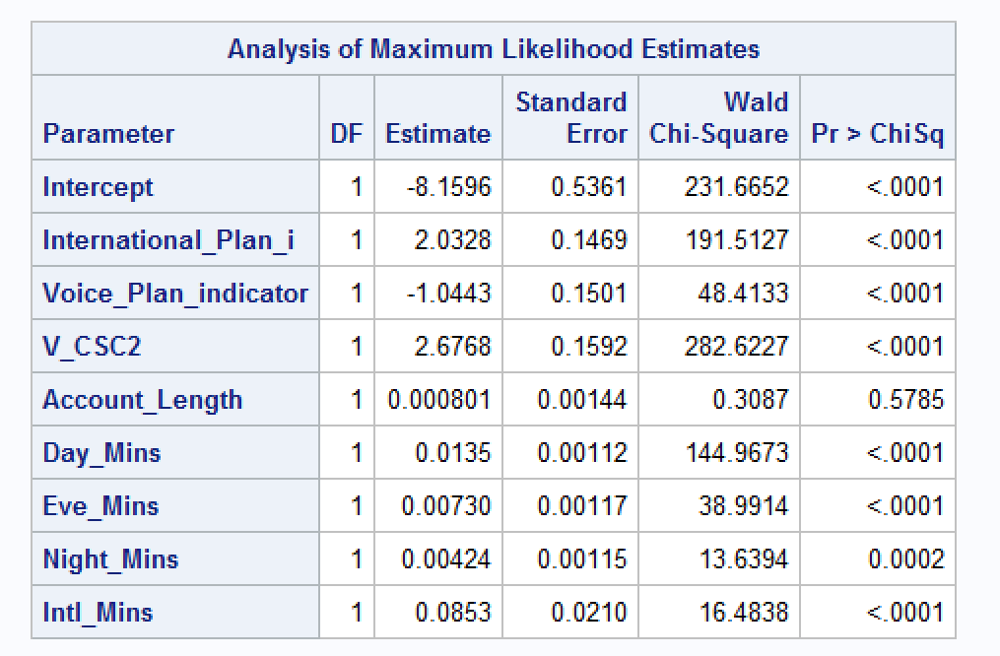 Analysis of Maximum Likelihood Estimates
Parameter DF Estimate Standard Error Wald Chi-Square Pr > ChiSq
Intercept 1 -8.1596 0.5361 231.6652 <.0001
International_Plan_i 1 2.0328 0.1469 191.5127 <.0001
Voice_Plan_indicator 1 -1.0443 0.1501 48.4133 <.0001
V_CSC2 1 2.6768 0.1592 282.6227 <.0001
Account_Length 1 0.000801 0.00144 0.3087 0.5785
Day_Mins 1 0.0135 0.00112 144.9673 <.0001
Eve_Mins 1 0.00730 0.00117 38.9914 <.0001
Night_Mins 1 0.00424 0.00115 13.6394 0.0002
Intl_Mins 1 0.0853 0.0210 16.4838 <.0001